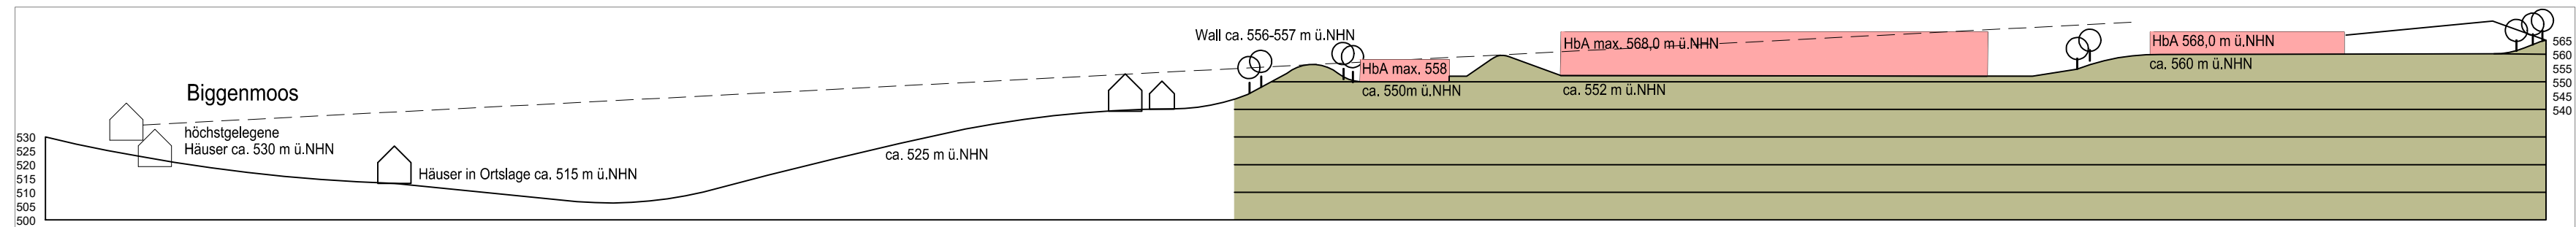 Biggenmoos
höchstgelegene
Häuser ca. 530 m ü.NHN
Häuser in Ortslage ca. 515 m ü.NHN
ca. 525 m ü.NHN
Wall ca. 556-557 m ü.NHN
HbA max. 558
ca. 550m ü.NHN
HbA max. 568,0 m ü.NHN
ca. 552 m ü.NHN
HbA 568,0 m ü.NHN
ca. 560 m ü.NHN
530
525
520
515
510
505
500
565
560
555
550
545
540